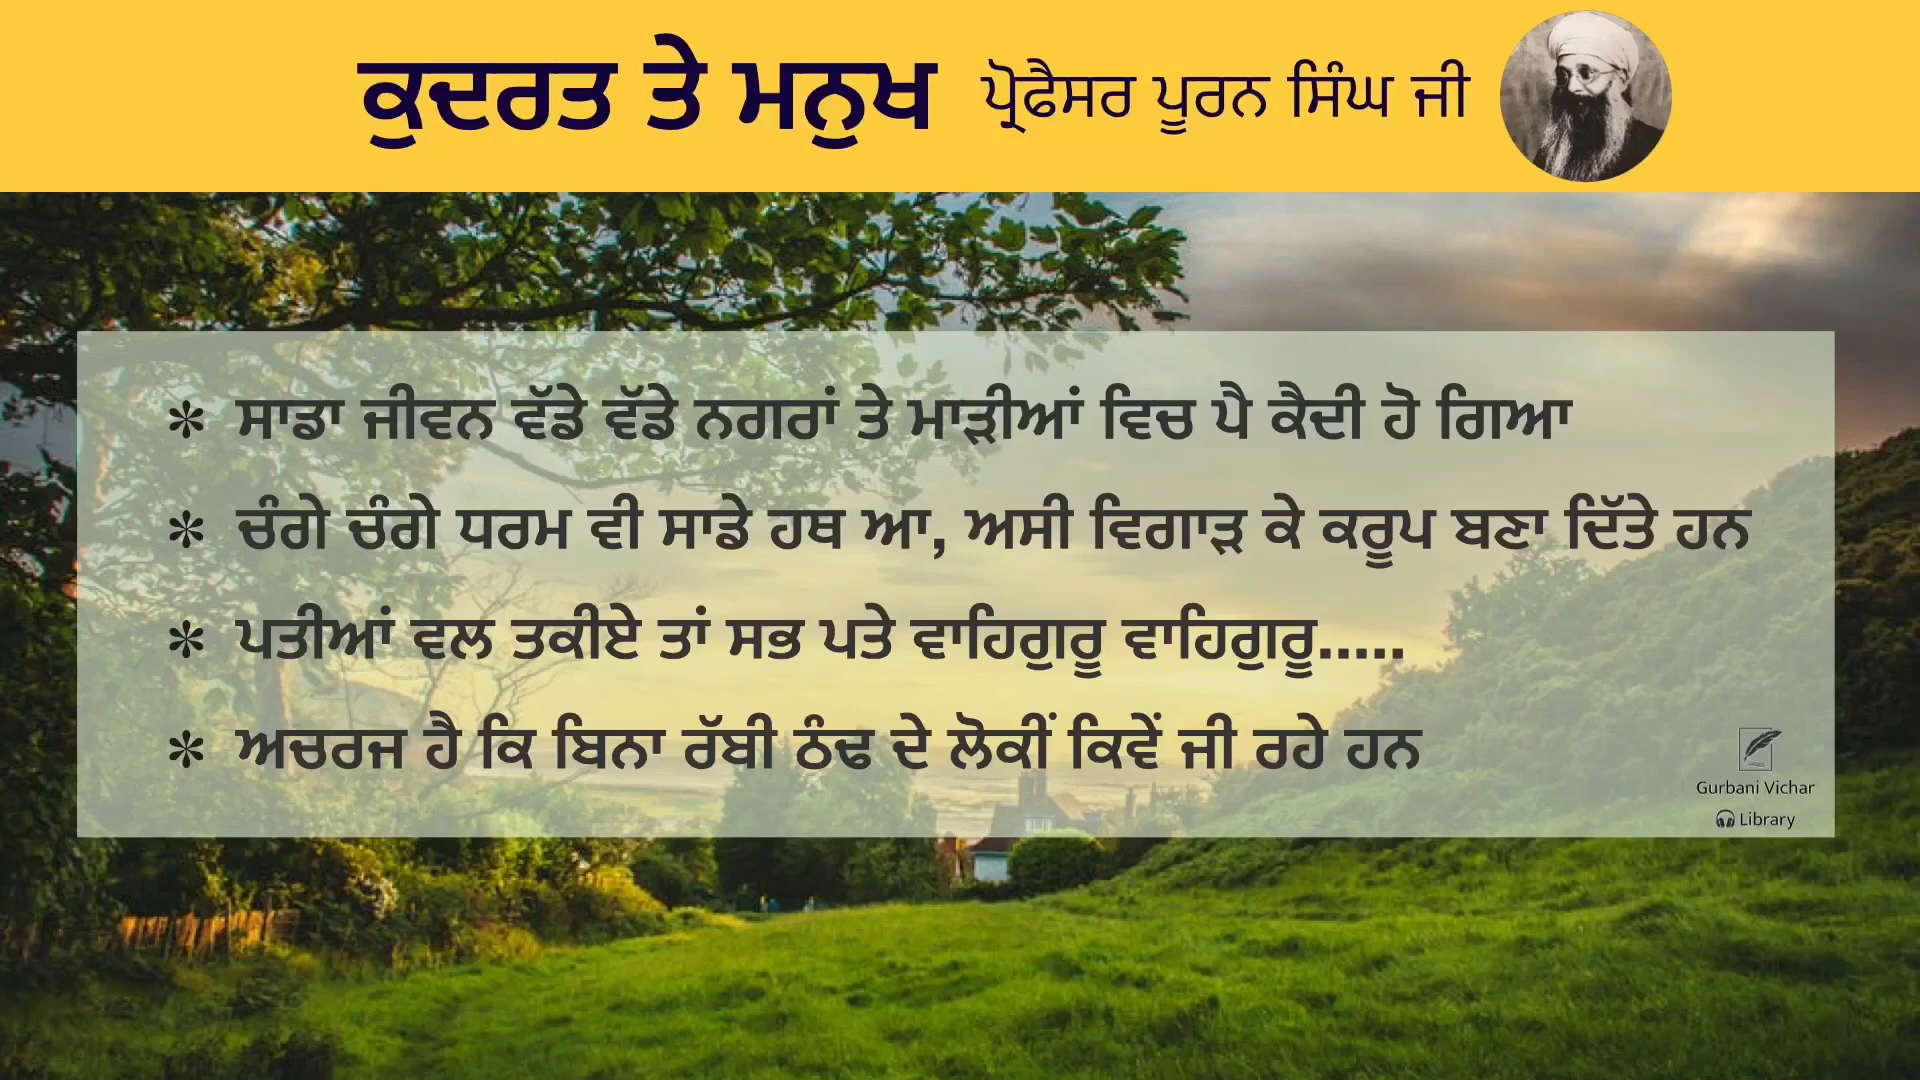 ਕੁਦਰਤ ਤੇ ਮਨੁਖ ਪ੍ਰੋਫੈਸਰ ਪੂਰਨ ਸਿੰਘ ਜੀ
* ਸਾਡਾ ਜੀਵਨ ਵੱਡੇ ਵੱਡੇ ਨਗਰਾਂ ਤੇ ਮਾੜੀਆਂ ਵਿਚ ਪੈ ਕੈਦੀ ਹੋ ਗਿਆ
* ਚੰਗੇ ਚੰਗੇ ਧਰਮ ਵੀ ਸਾਡੇ ਹਥ ਆ, ਅਸੀ ਵਿਗਾੜ ਕੇ ਕਰੂਪ ਬਣਾ ਦਿੱਤੇ ਹਨ
* ਪਤੀਆਂ ਵਲ ਤਕੀਏ ਤਾਂ ਸਭ ਪਤੇ ਵਾਹਿਗੁਰੂ ਵਾਹਿਗੁਰੂ.....
* ਅਚਰਜ ਹੈ ਕਿ ਬਿਨਾ ਰੱਬੀ ਠੰਢ ਦੇ ਲੋਕੀਂ ਕਿਵੇਂ ਜੀ ਰਹੇ ਹਨ
Gurbani Vichar
Library